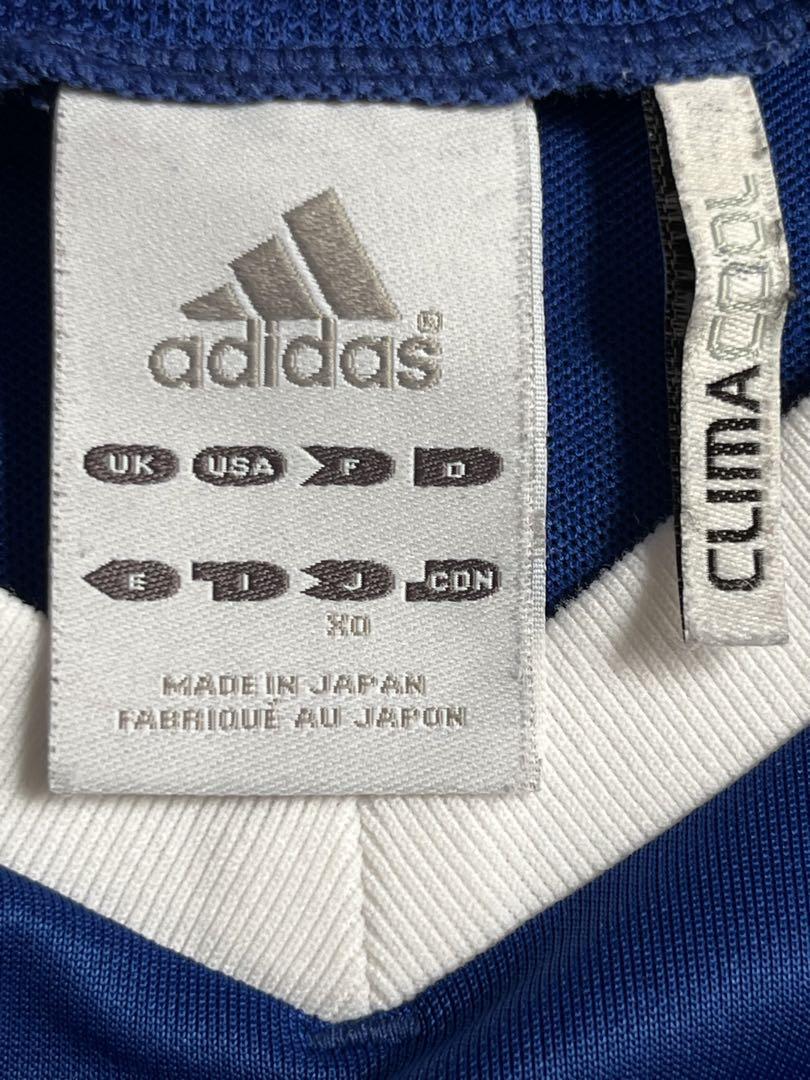 adidas®
UK USA F D
E I J CDN
XO
MADE IN JAPAN
FABRIQUÉ AU JAPON
CLIMACOOL